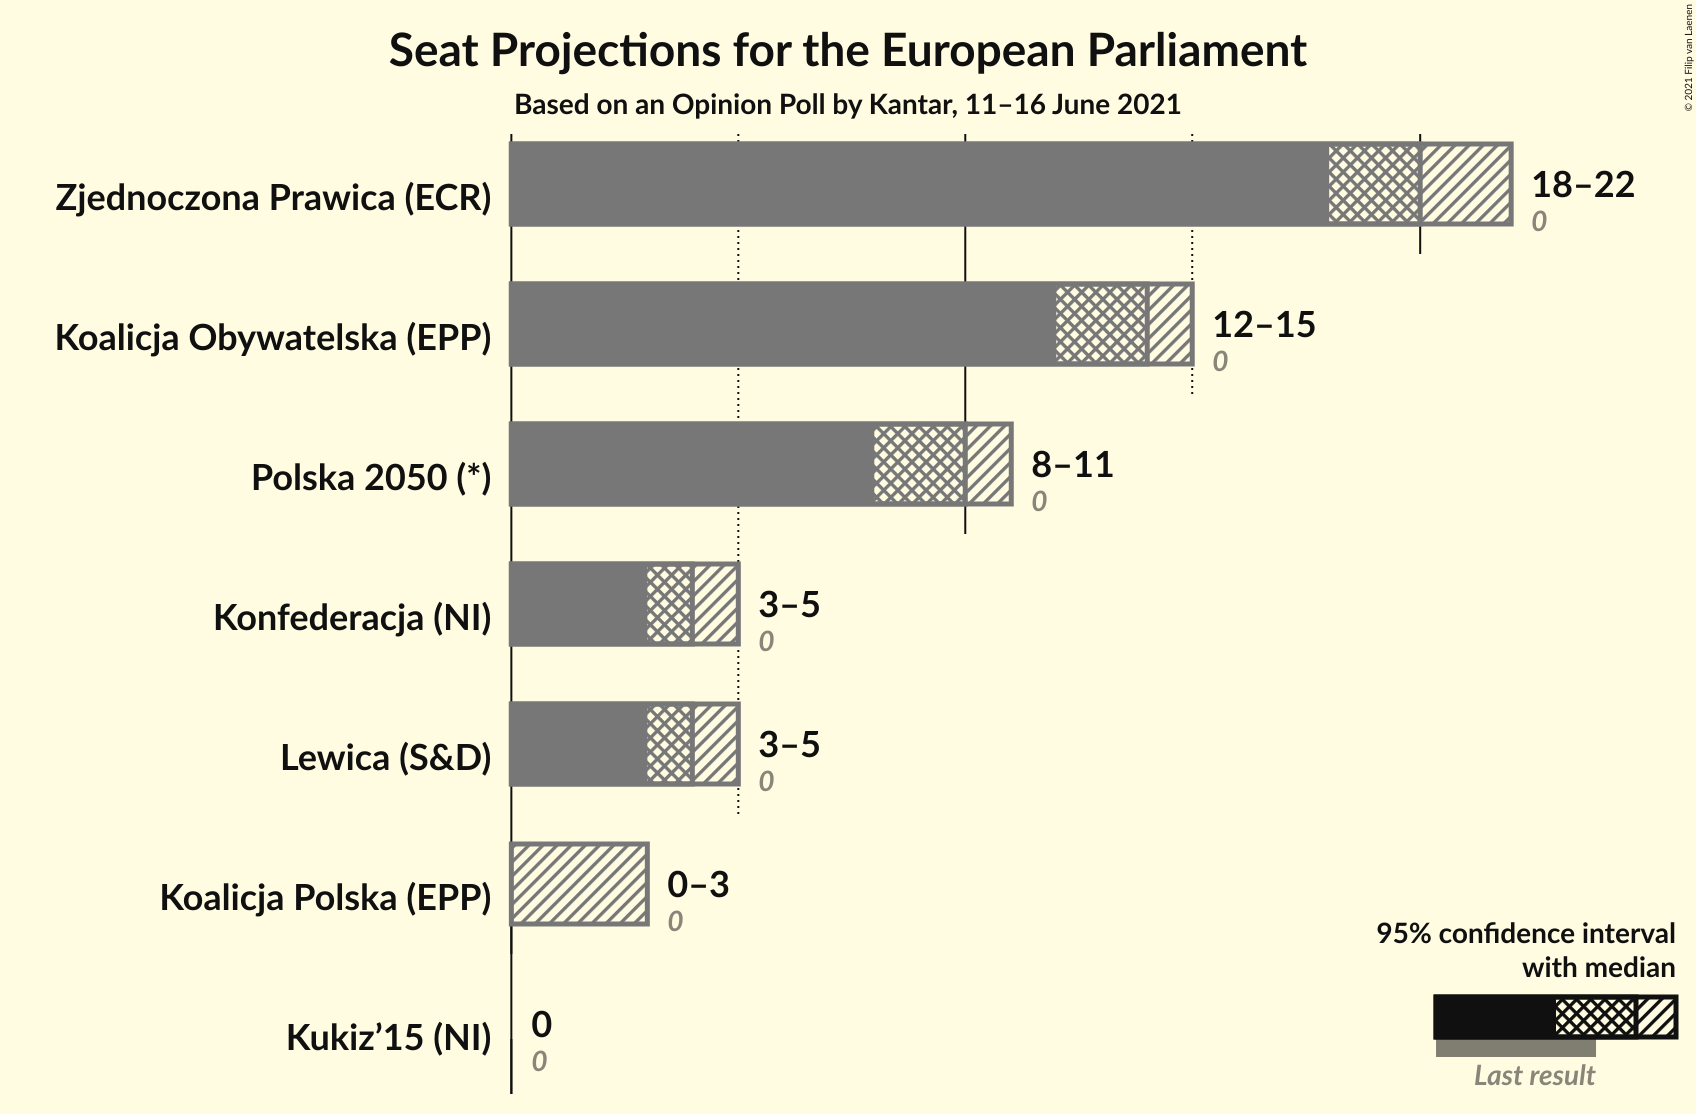 Seat Projections for the European Parliament
Based on an Opinion Poll by Kantar, 11–16 June 2021
© 2021 Filip van Laenen
Zjednoczona Prawica (ECR)
18–22
0
Koalicja Obywatelska (EPP)
12–15
0
Polska 2050 (*)
8–11
0
Konfederacja (NI)
3–5
0
Lewica (S&D)
3–5
0
Koalicja Polska (EPP)
0–3
0
Kukiz’15 (NI)
0
0
95% confidence interval
with median
Last result